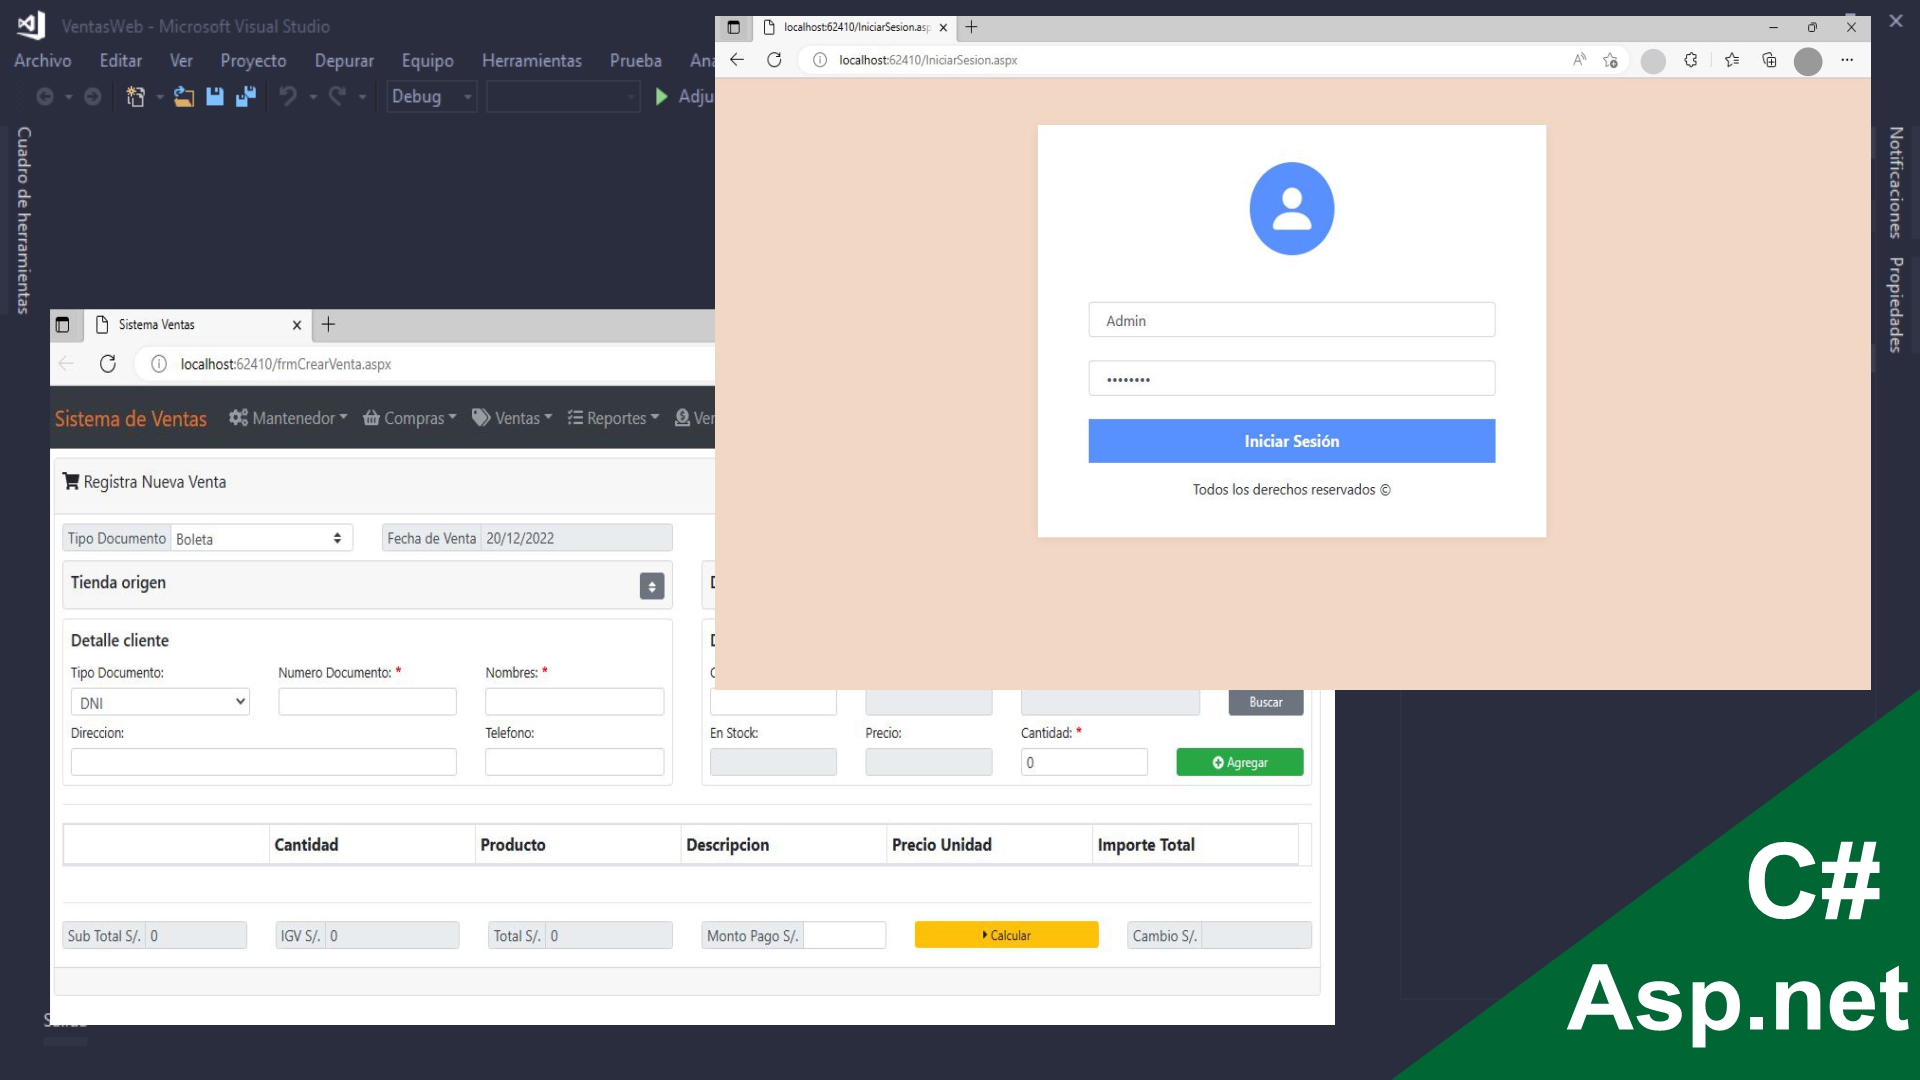 VentasWeb - Microsoft Visual Studio
Archivo Editar Ver Proyecto Depurar Equipo Herramientas Prueba
Debug
Cuadro de herramientas
Notificaciones
Propiedades
localhost:62410/IniciarSesion.asp
localhost:62410/IniciarSesion.aspx
Admin
••••••••
Iniciar Sesión
Todos los derechos reservados ©
Sistema Ventas
localhost:62410/frmCrearVenta.aspx
Sistema de Ventas Mantenedor Compras Ventas Reportes
Registra Nueva Venta
Tipo Documento Boleta Fecha de Venta 20/12/2022
Tienda origen
Detalle cliente
Tipo Documento: Numero Documento: * Nombres: *
DNI Buscar
Direccion: Telefono: En Stock: Precio: Cantidad: *
0 Agregar
Cantidad Producto Descripcion Precio Unidad Importe Total
Sub Total S/. 0 IGV S/. 0 Total S/. 0 Monto Pago S/. Calcular Cambio S/.
C#
Asp.net